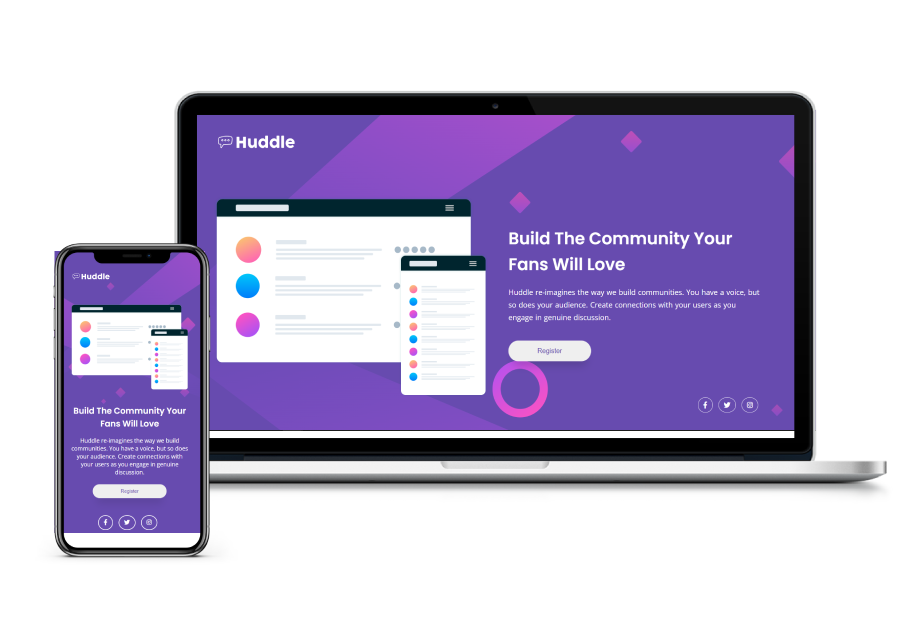 Huddle
Build The Community Your
Fans Will Love
Huddle re-imagines the way we build communities. You have a voice, but
so does your audience. Create connections with your users as you
engage in genuine discussion.
Register
Huddle
Build The Community Your
Fans Will Love
Huddle re-imagines the way we build
communities. You have a voice, but so does
your audience. Create connections with
your users as you engage in genuine
discussion.
Register